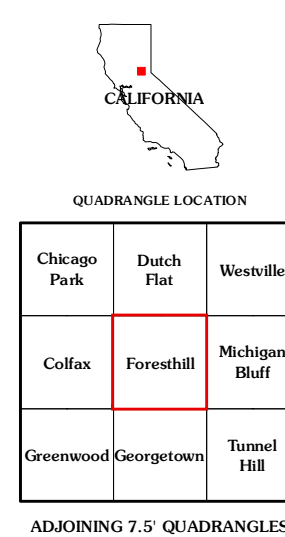 CALIFORNIA
QUADRANGLE LOCATION
Chicago
Park
Dutch
Flat
Westville
Colfax
Foresthill
Michigan
Bluff
Greenwood
Georgetown
Tunnel
Hill
ADJOINING 7.5' QUADRANGLES